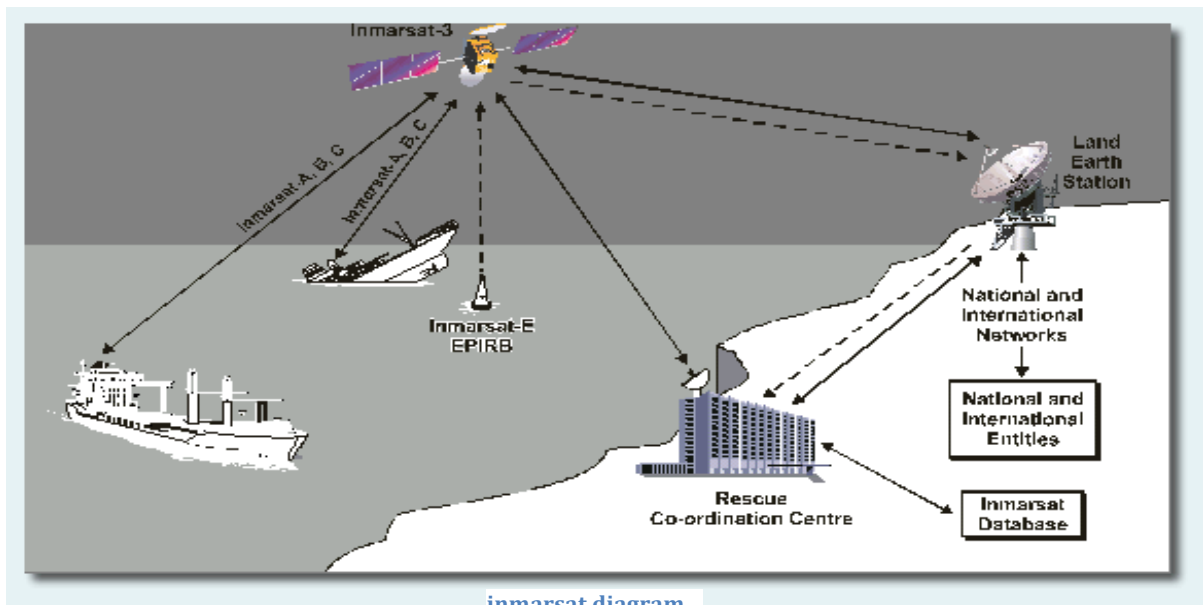 Inmarsat-3
Inmarsat-A, B, C
Inmarsat-A, B, C
Land
Earth
Station
Inmarsat-E
EPIRB
National and
International
Networks
National and
International
Entities
Rescue
Co-ordination Centre
Inmarsat
Database
inmarsat diagram